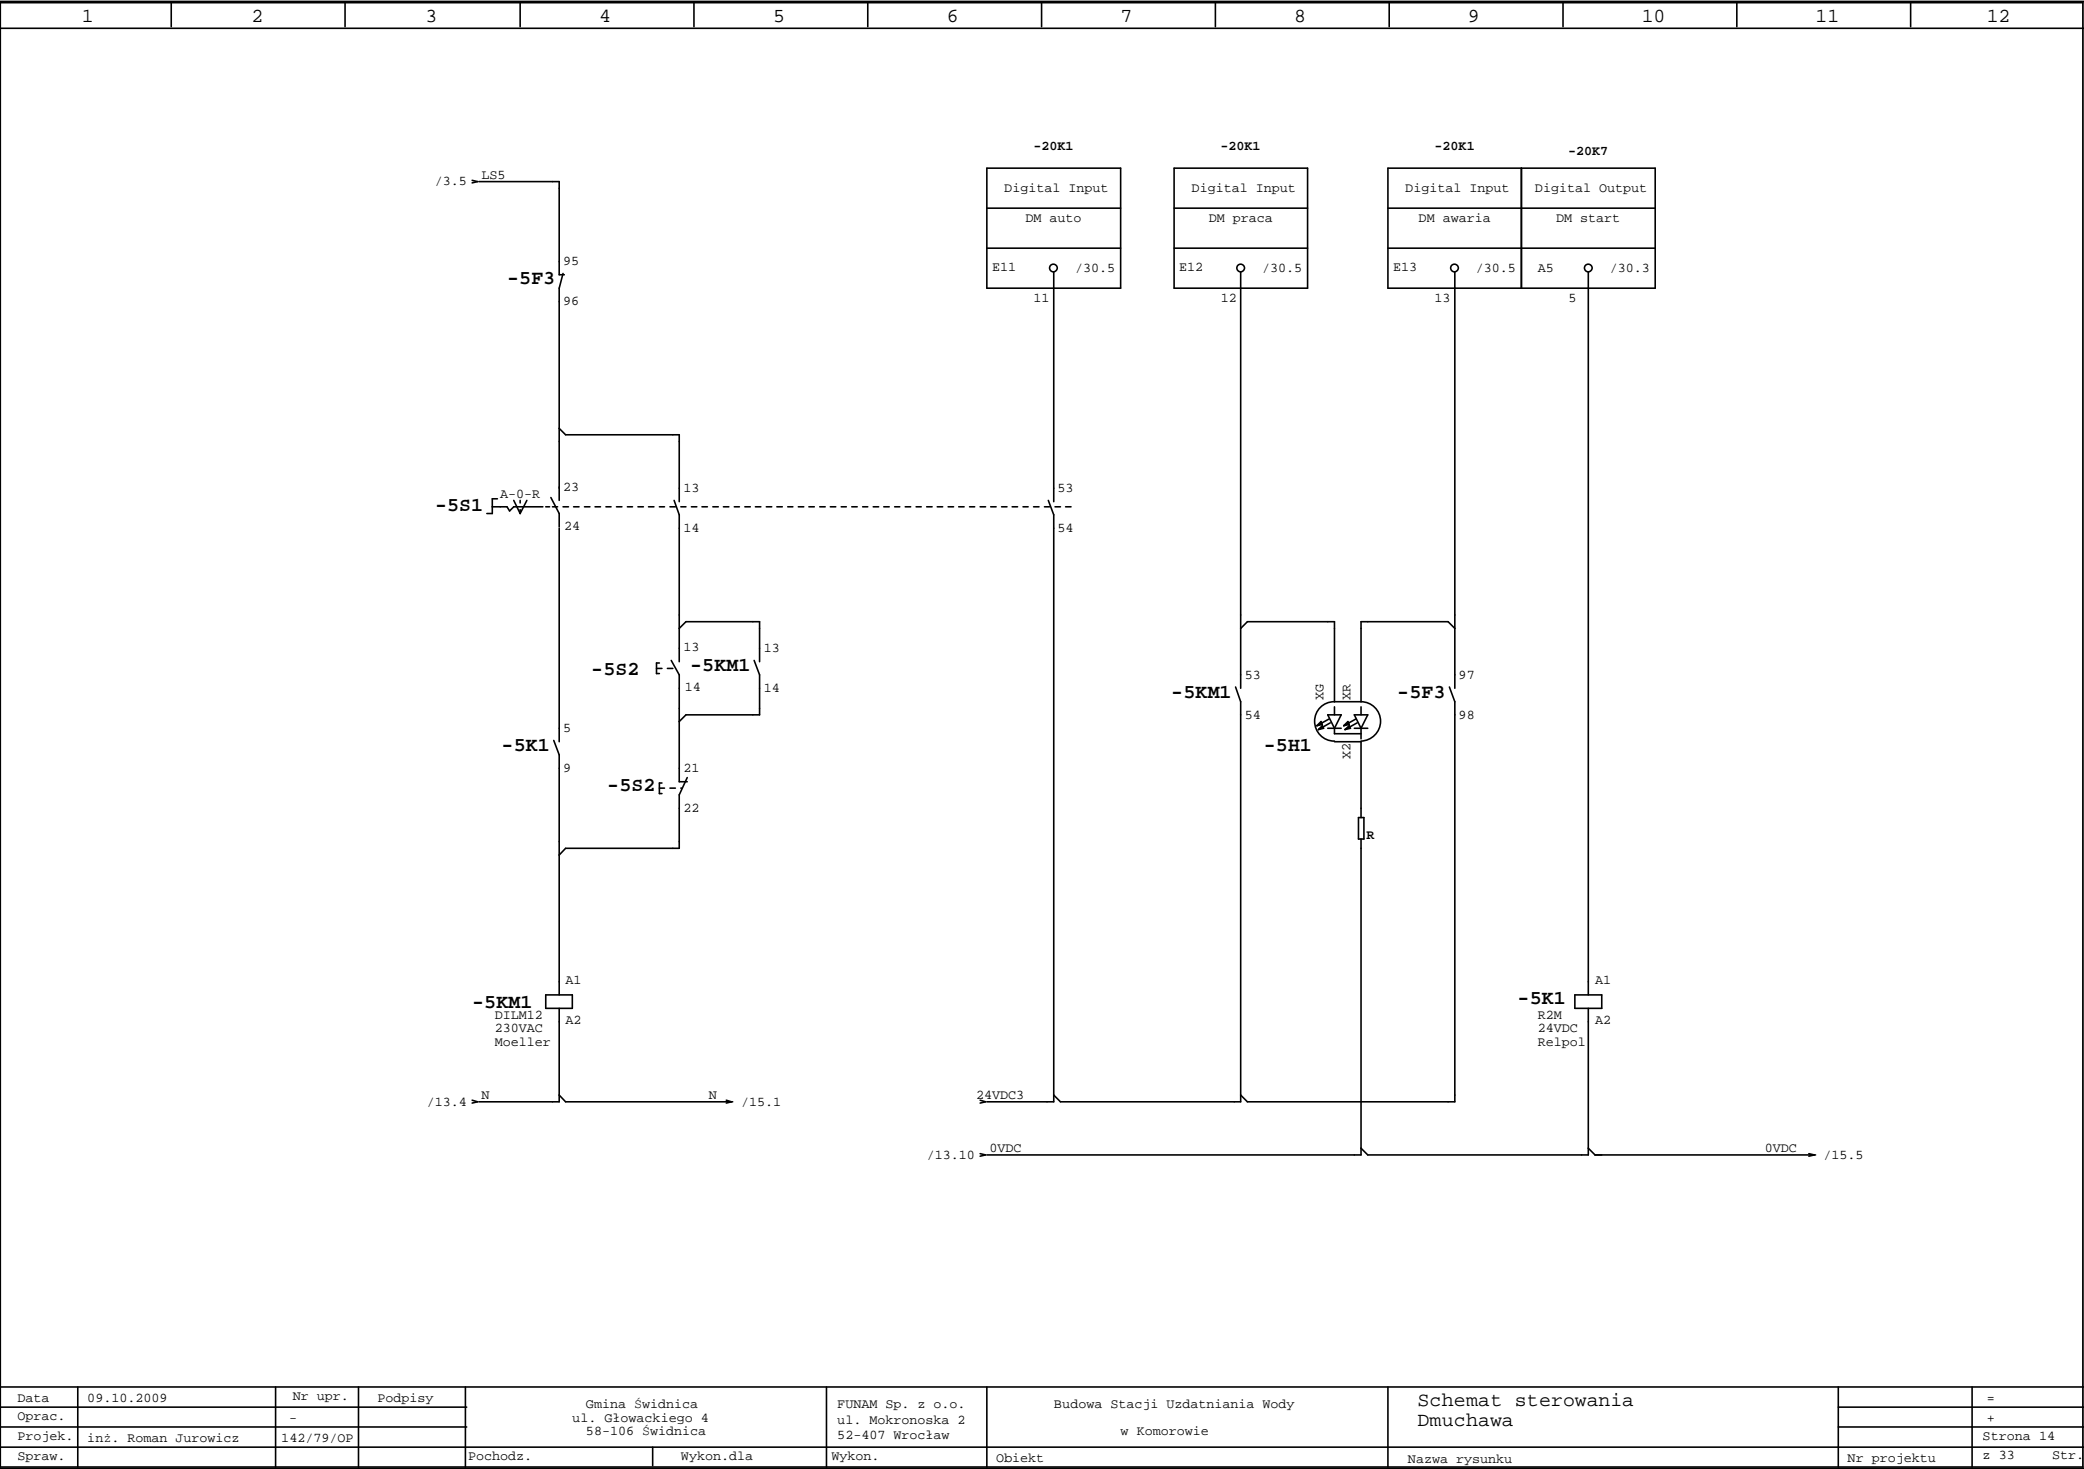 1 2 3 4 5 6 7 8 9 10 11 12
-20K1 -20K1 -20K1 -20K7
/3.5 LS5
Digital Input Digital Input Digital Input Digital Output
DM auto DM praca DM awaria DM start
E11 /30.5 E12 /30.5 E13 /30.5 A5 /30.3
11 12 13 5
95
-5F3
96
A-0-R 23 13 53
-5S1
24 14 54
13 13
-5S2 -5KM1
14 14
53 97
-5KM1 XG XR -5F3
54 98
5
-5K1 -5H1 X2
9 21
-5S2
22
R
A1 A1
-5KM1 -5K1
DILM12 A2 R2M A2
230VAC 24VDC
Moeller Relpol
/13.4 N N /15.1 24VDC3
/13.10 0VDC 0VDC /15.5
Data 09.10.2009 Nr upr. Podpisy
Oprac. -
Projek. inż. Roman Jurowicz 142/79/OP
Spraw.
Gmina Świdnica
ul. Głowackiego 4
58-106 Świdnica
Pochodz. Wykon.dla
FUNAM Sp. z o.o.
ul. Mokronoska 2
52-407 Wrocław
Wykon.
Budowa Stacji Uzdatniania Wody
w Komorowie
Obiekt
Schemat sterowania
Dmuchawa
Nazwa rysunku
Nr projektu
=
+
Strona 14
z 33 Str.